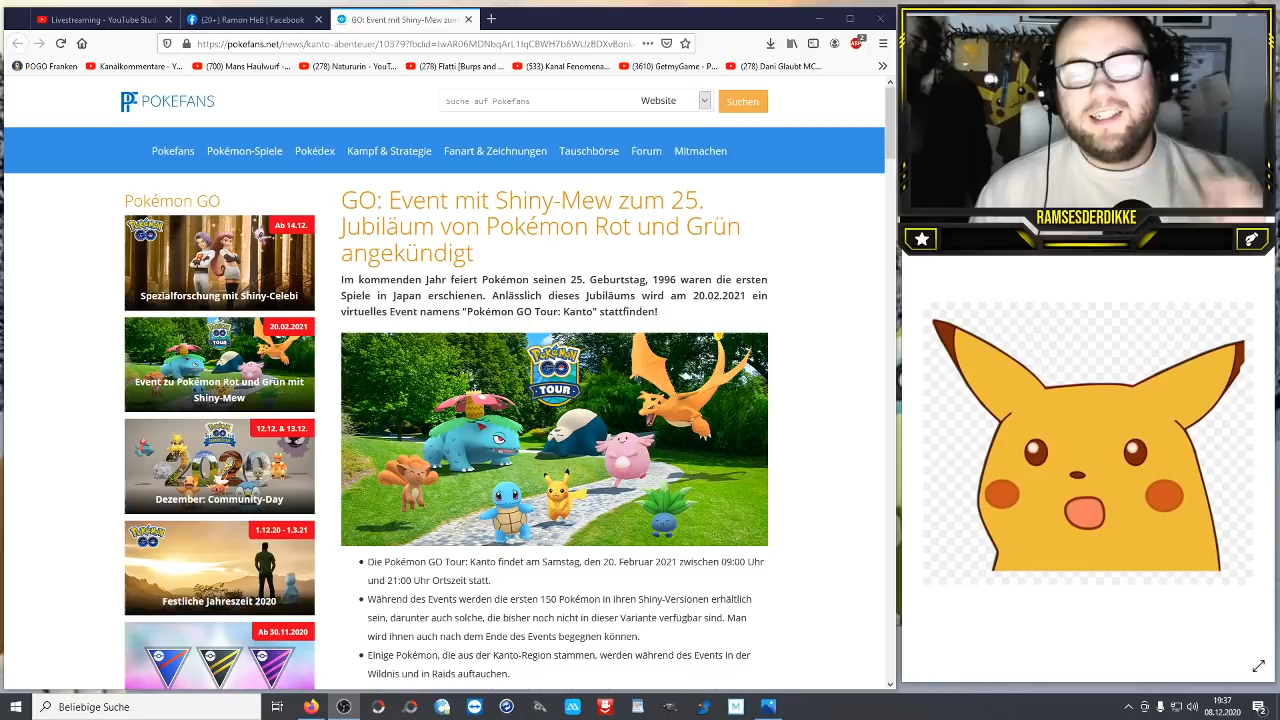 Livestreaming - YouTube Stud
(20+) Ramon Heß | Facebook
GO: Event mit Shiny-Mew zum
https://pokefans.net/news/kanto-abenteuer/10379?fbclid=IwAR06MDNbqArL1IqCBWH7b6WUzBDXvBonk
POGO Franken
Kanalkommentare - Y...
(700) Mans Haulwurf - ...
(278) Natururin - YouT...
(278) Flatti [Burps and ...
(533) Kanal Fenomena...
(3610) GetmyGame - P...
(278) Dani Glaubt MC...
POKEFANS
Suche auf Pokefans
Website
Suchen
Pokefans
Pokémon-Spiele
Pokédex
Kampf & Strategie
Fanart & Zeichnungen
Tauschbörse
Forum
Mitmachen
Pokémon GO
Ab 14.12.
Spezialforschung mit Shiny-Celebi
20.02.2021
Event zu Pokémon Rot und Grün mit
Shiny-Mew
12.12. & 13.12.
2020
Dezember: Community-Day
1.12.20 - 1.3.21
Festliche Jahreszeit 2020
Ab 30.11.2020
GO: Event mit Shiny-Mew zum 25.
Jubiläum von Pokémon Rot und Grün
angekündigt
Im kommenden Jahr feiert Pokémon seinen 25. Geburtstag, 1996 waren die ersten
Spiele in Japan erschienen. Anlässlich dieses Jubiläums wird am 20.02.2021 ein
virtuelles Event namens "Pokémon GO Tour: Kanto" stattfinden!
POKÉMON
GO
TOUR
Die Pokémon GO Tour: Kanto findet am Samstag, den 20. Februar 2021 zwischen 09:00 Uhr
und 21:00 Uhr Ortszeit statt.
Während des Events werden die ersten 150 Pokémon in ihren Shiny-Versionen erhältlich
sein, darunter auch solche, die bisher noch nicht in dieser Variante verfügbar sind. Man
wird ihnen auch nach dem Ende des Events begegnen können.
Einige Pokémon, die aus der Kanto-Region stammen, werden während des Events in der
Wildnis und in Raids auftauchen.
RAMSESDERDIKKE
Beliebige Suche
19:37
08.12.2020